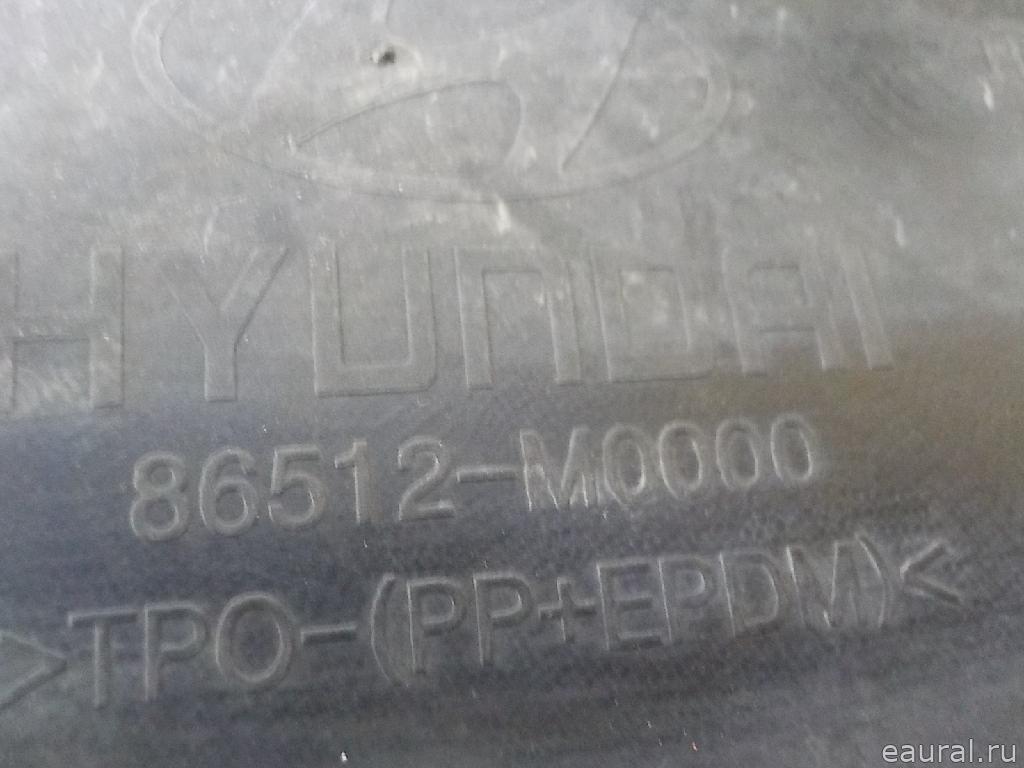 HYUNDAI
86512-M0000
>TPO-(PP+EPDM)<
eaural.ru